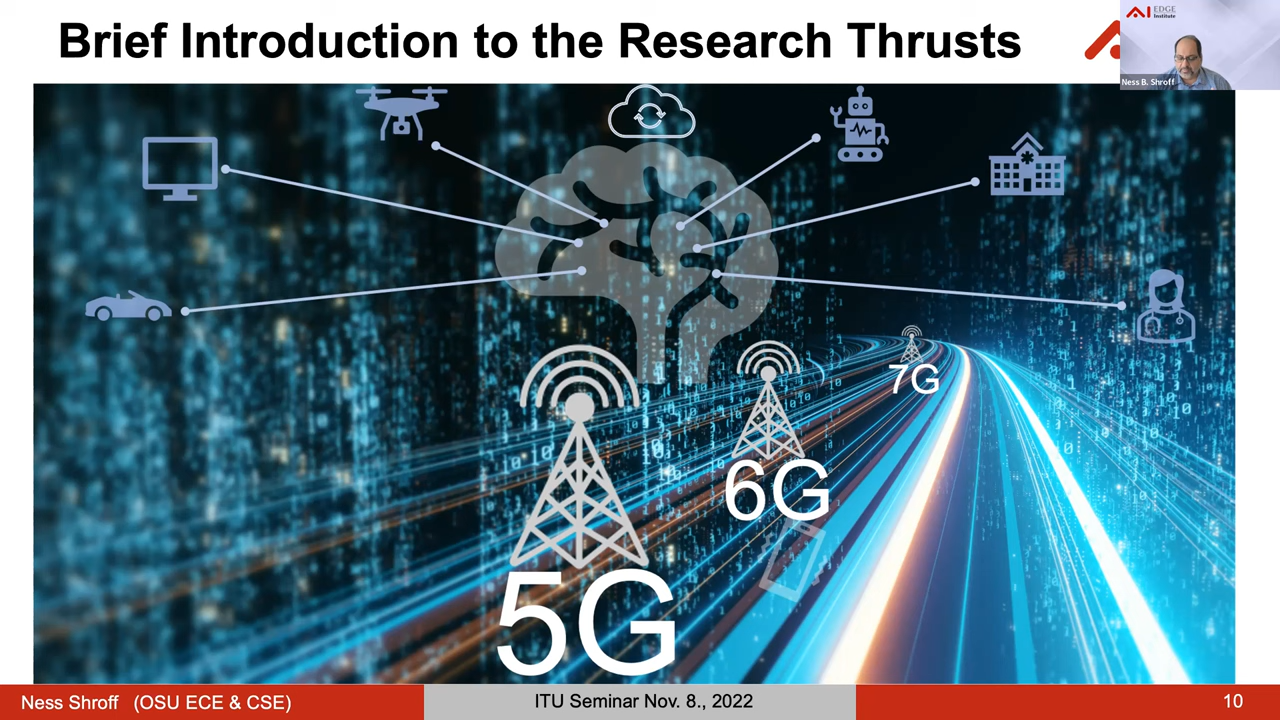 Brief Introduction to the Research Thrusts
AI EDGE
Institute
Ness B. Shroff
7G
6G
5G
Ness Shroff (OSU ECE & CSE)
ITU Seminar Nov. 8., 2022
10